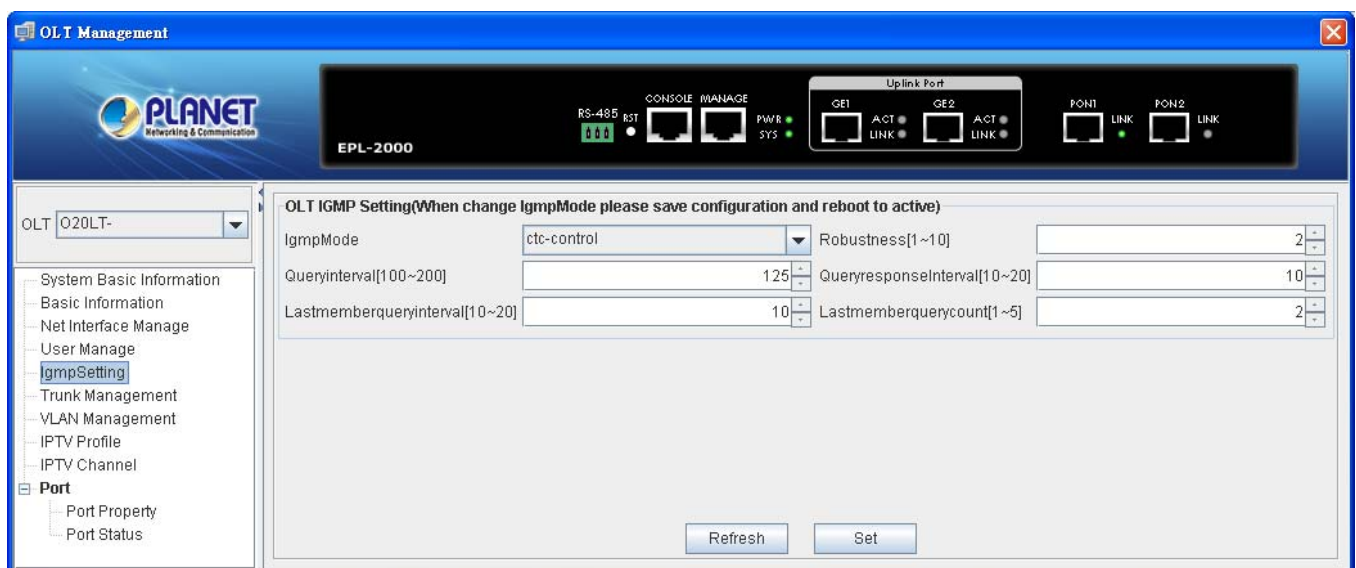 OLT Management
PLANET
Networking & Communication
EPL-2000
RS-485
RST
CONSOLE
MANAGE
PWR
SYS
Uplink Port
GE1
ACT
LINK
GE2
ACT
LINK
PON1
LINK
PON2
LINK
OLT O20LT-
System Basic Information
Basic Information
Net Interface Manage
User Manage
IgmpSetting
Trunk Management
VLAN Management
IPTV Profile
IPTV Channel
Port
Port Property
Port Status
OLT IGMP Setting(When change IgmpMode please save configuration and reboot to active)
IgmpMode ctc-control Robustness[1~10] 2
Queryinterval[100~200] 125 QueryresponseInterval[10~20] 10
Lastmemberqueryinterval[10~20] 10 Lastmemberquerycount[1~5] 2
Refresh Set